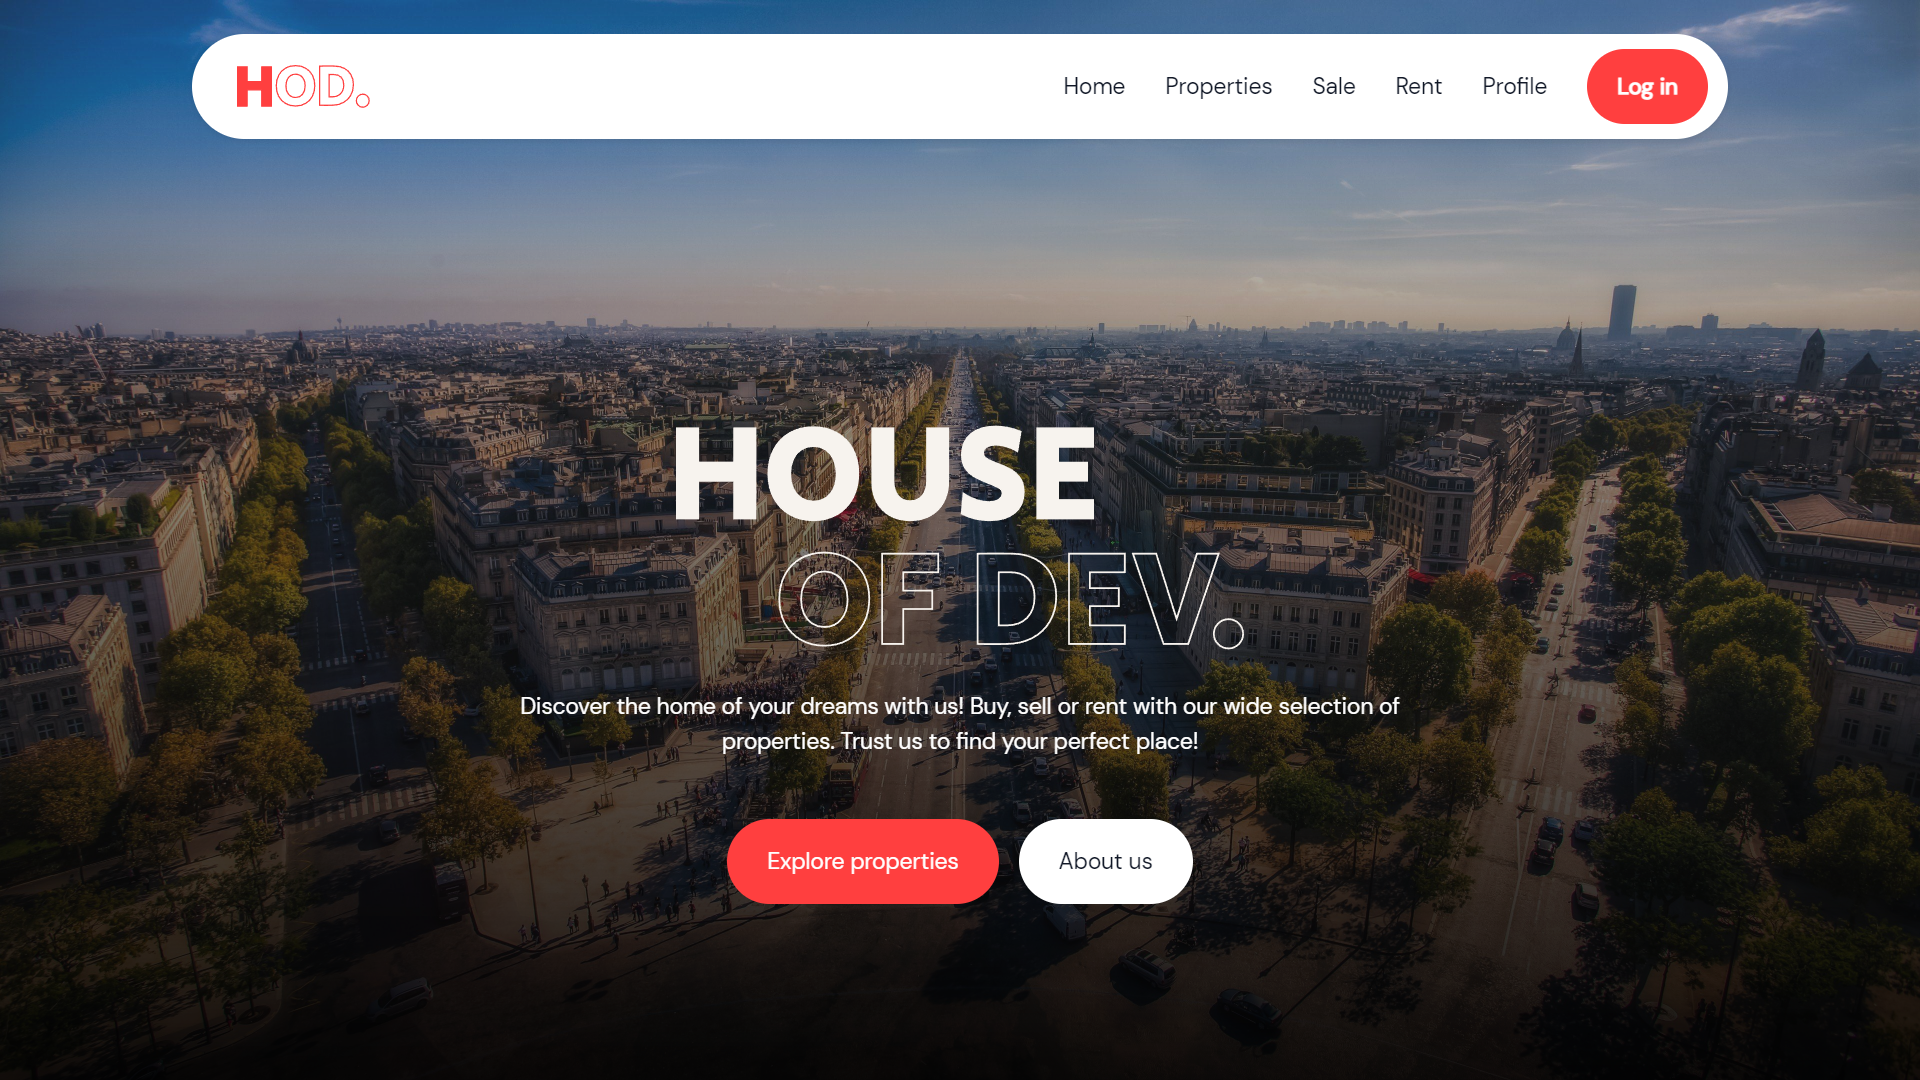 HOD.
Home
Properties
Sale
Rent
Profile
Log in
HOUSE
OF DEV.
Discover the home of your dreams with us! Buy, sell or rent with our wide selection of
properties. Trust us to find your perfect place!
Explore properties
About us